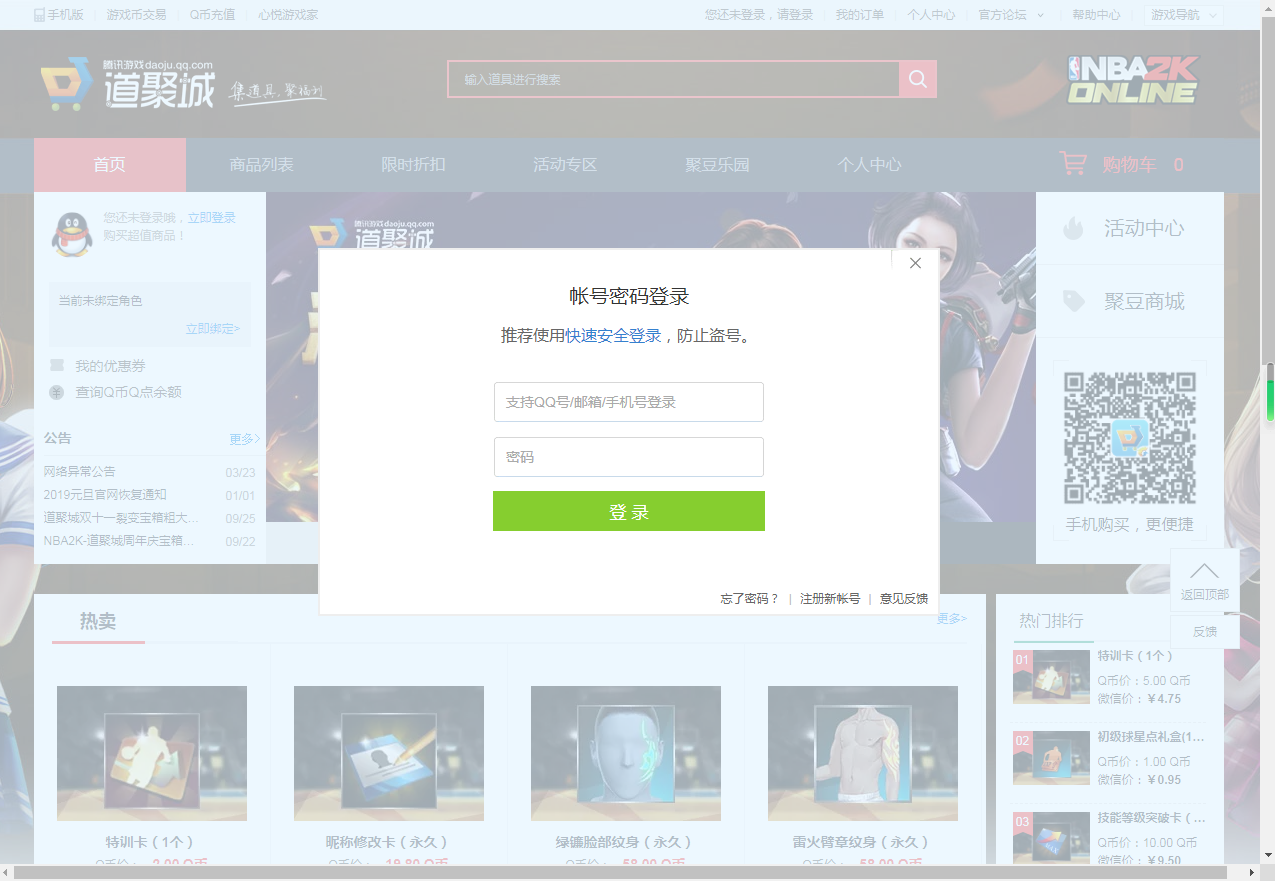 手机版 游戏币交易 Q币充值 心悦游戏家 您还未登录，请登录 我的订单 个人中心 官方论坛 帮助中心 游戏导航
腾讯游戏daoju.qq.com
道聚城 集道具,聚福利
输入道具进行搜索
NBA2K
ONLINE
首页 商品列表 限时折扣 活动专区 聚豆乐园 个人中心 购物车 0
您还未登录哦，立即登录
购买超值商品！
当前未绑定角色
立即绑定>
我的优惠券
查询Q币Q点余额
公告 更多>
网络异常公告 03/23
2019元旦官网恢复通知 01/01
道聚城双十一裂变宝箱粗大... 09/25
NBA2K-道聚城周年庆宝箱... 09/22
腾讯游戏daoju.qq.com
道聚城
帐号密码登录
推荐使用快速安全登录，防止盗号。
支持QQ号/邮箱/手机号登录
密码
登 录
忘了密码？ | 注册新帐号 | 意见反馈
活动中心
聚豆商城
手机购买，更便捷
返回顶部
反馈
热卖 更多>
特训卡（1个）
Q币价： 2.00 Q币
昵称修改卡（永久）
Q币价： 19.80 Q币
绿镭脸部纹身（永久）
Q币价： 58.00 Q币
雷火臂章纹身（永久）
Q币价： 58.00 Q币
热门排行
01 特训卡（1个）
Q币价：5.00 Q币
微信价：￥4.75
02 初级球星点礼盒(1...
Q币价：1.00 Q币
微信价：￥0.95
03 技能等级突破卡（...
Q币价：10.00 Q币
微信价：￥9.50